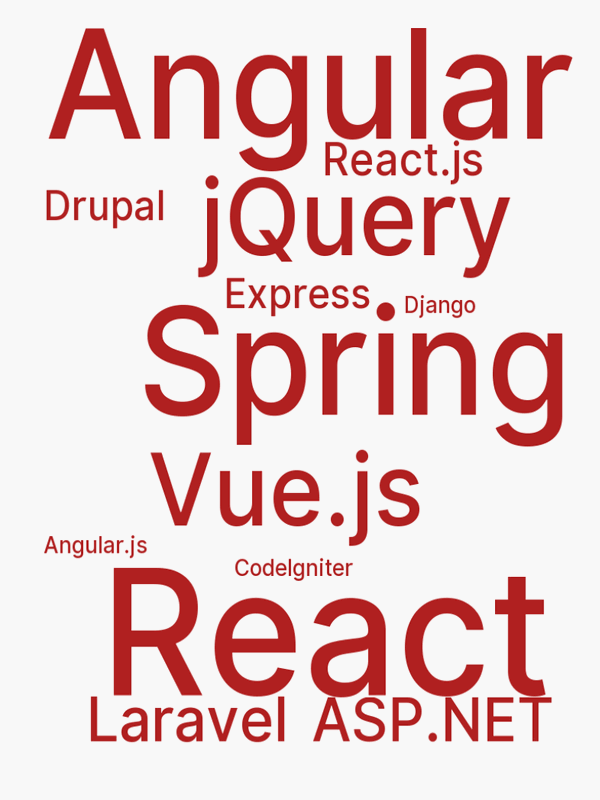 Angular
React.js
Drupal
jQuery
Express
Django
Spring
Vue.js
Angular.js
CodeIgniter
React
Laravel ASP.NET